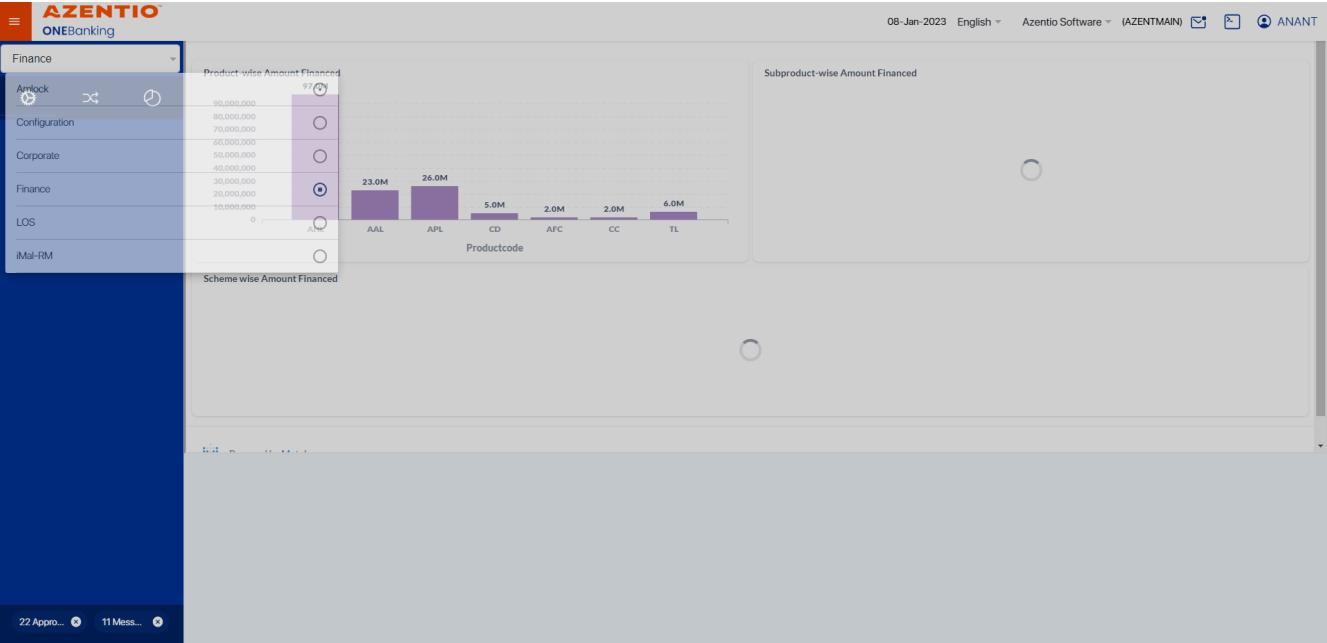 AZENTIO
ONEBanking
08-Jan-2023 English Azentio Software (AZENTMAIN) ANANT
Finance
Amlock
Configuration
Corporate
Finance
LOS
iMal-RM
Product-wise Amount Financed
90,000,000
80,000,000
70,000,000
60,000,000
50,000,000
40,000,000
30,000,000
20,000,000
10,000,000
0
23.0M 26.0M 5.0M 2.0M 2.0M 6.0M
AAL APL CD AFC CC TL
Productcode
Subproduct-wise Amount Financed
Scheme wise Amount Financed
22 Appro... 11 Mess...